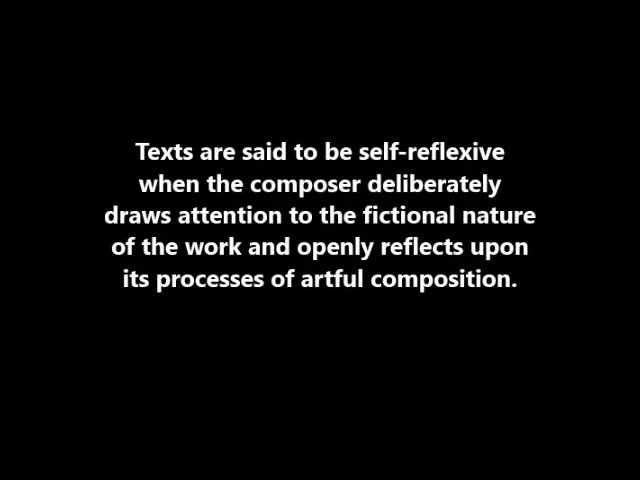 Texts are said to be self-reflexive
when the composer deliberately
draws attention to the fictional nature
of the work and openly reflects upon
its processes of artful composition.